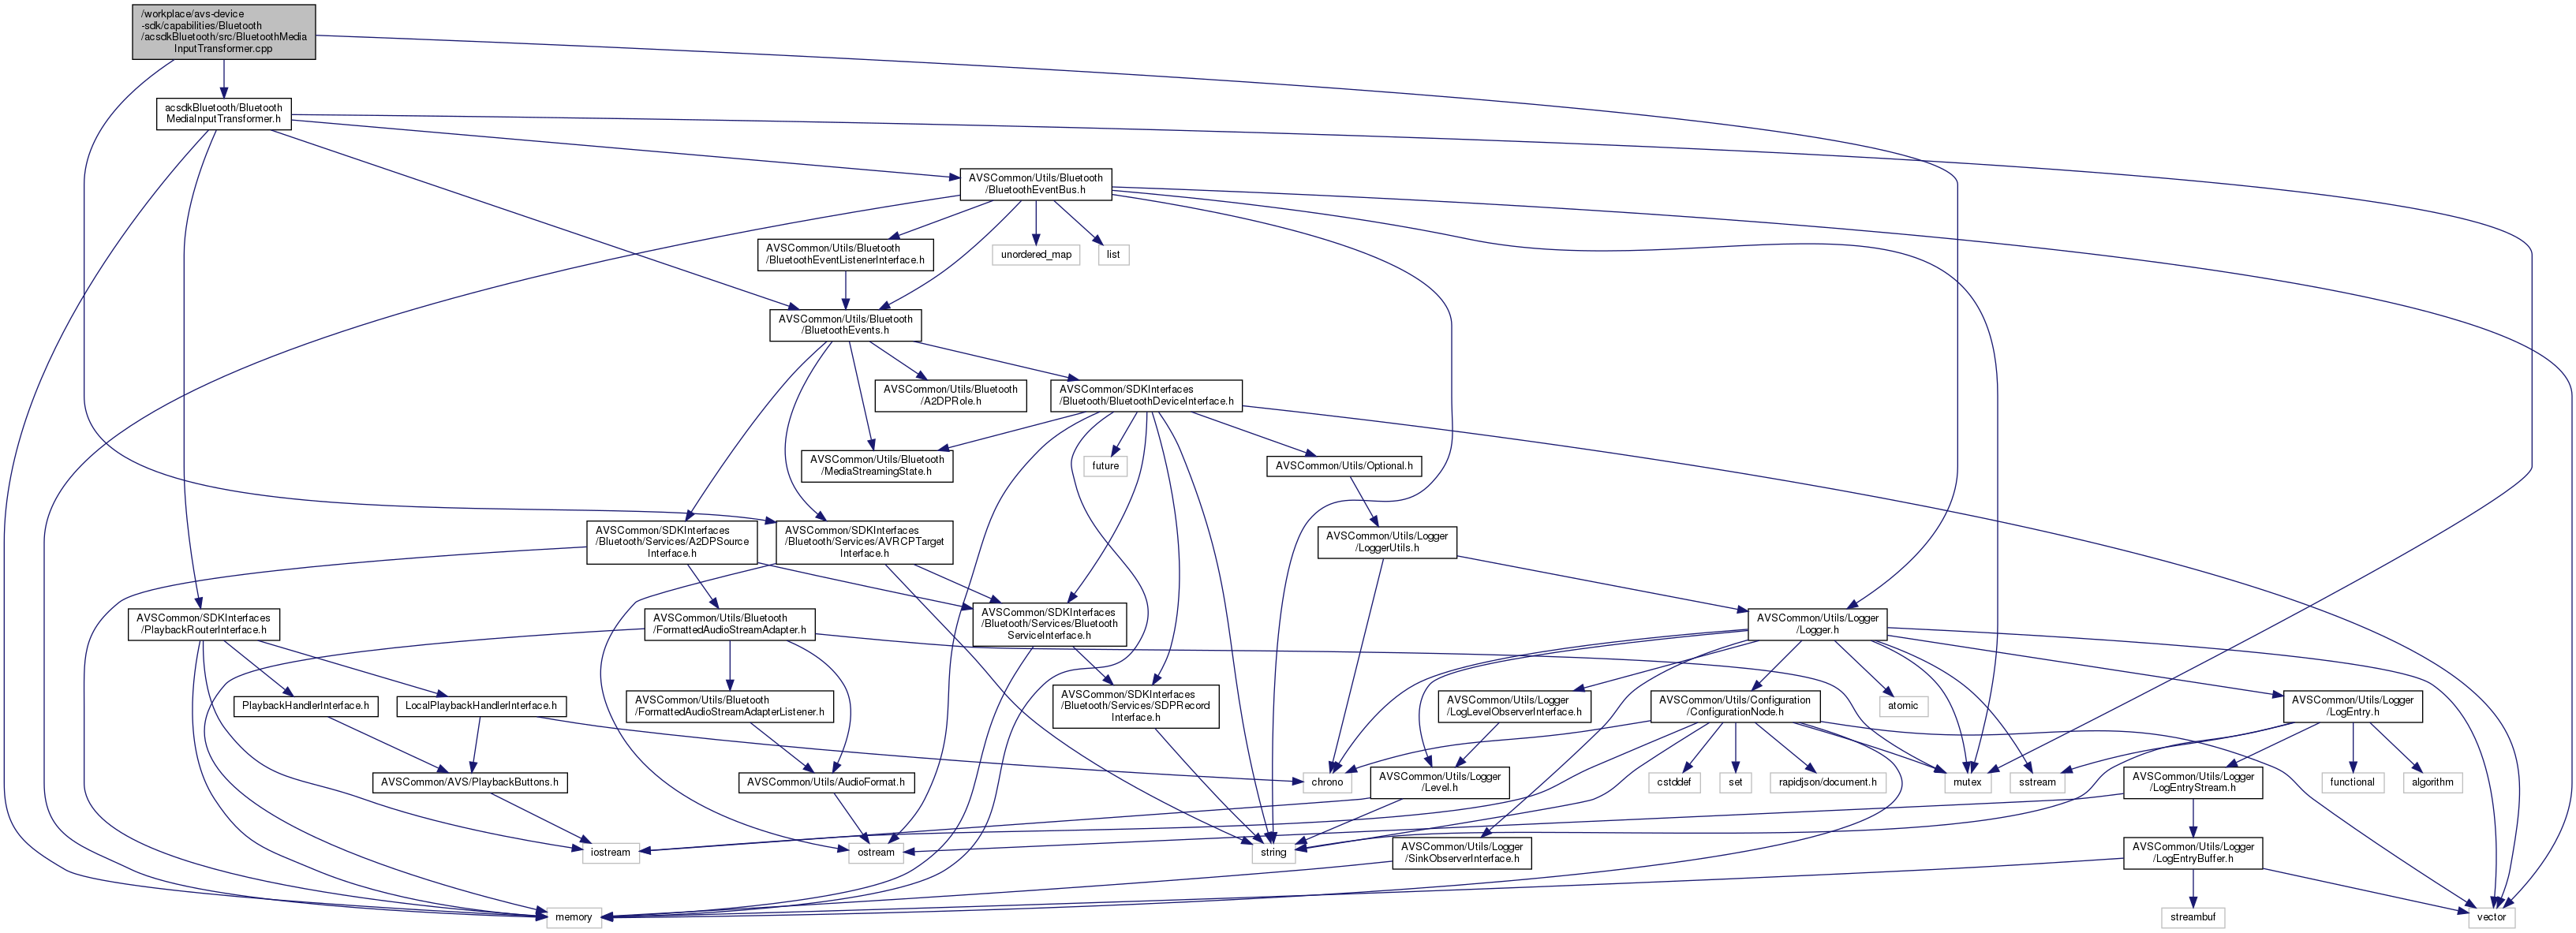 /workplace/avs-device
-sdk/capabilities/Bluetooth
/acsdkBluetooth/src/BluetoothMedia
InputTransformer.cpp
acsdkBluetooth/Bluetooth
MediaInputTransformer.h
AVSCommon/Utils/Bluetooth
/BluetoothEventBus.h
AVSCommon/Utils/Bluetooth
/BluetoothEventListenerInterface.h
unordered_map
list
AVSCommon/Utils/Bluetooth
/BluetoothEvents.h
AVSCommon/Utils/Bluetooth
/A2DPRole.h
AVSCommon/SDKInterfaces
/Bluetooth/BluetoothDeviceInterface.h
AVSCommon/Utils/Bluetooth
/MediaStreamingState.h
future
AVSCommon/Utils/Optional.h
AVSCommon/SDKInterfaces
/Bluetooth/Services/A2DPSource
Interface.h
AVSCommon/SDKInterfaces
/Bluetooth/Services/AVRCPTarget
Interface.h
AVSCommon/Utils/Logger
/LoggerUtils.h
AVSCommon/SDKInterfaces
/PlaybackRouterInterface.h
AVSCommon/Utils/Bluetooth
/FormattedAudioStreamAdapter.h
AVSCommon/SDKInterfaces
/Bluetooth/Services/Bluetooth
ServiceInterface.h
AVSCommon/Utils/Logger
/Logger.h
PlaybackHandlerInterface.h
LocalPlaybackHandlerInterface.h
AVSCommon/Utils/Bluetooth
/FormattedAudioStreamAdapterListener.h
AVSCommon/SDKInterfaces
/Bluetooth/Services/SDPRecord
Interface.h
AVSCommon/Utils/Logger
/LogLevelObserverInterface.h
AVSCommon/Utils/Configuration
/ConfigurationNode.h
atomic
AVSCommon/Utils/Logger
/LogEntry.h
AVSCommon/AVS/PlaybackButtons.h
AVSCommon/Utils/AudioFormat.h
chrono
AVSCommon/Utils/Logger
/Level.h
cstddef
set
rapidjson/document.h
mutex
sstream
AVSCommon/Utils/Logger
/LogEntryStream.h
functional
algorithm
iostream
ostream
string
AVSCommon/Utils/Logger
/SinkObserverInterface.h
AVSCommon/Utils/Logger
/LogEntryBuffer.h
memory
streambuf
vector